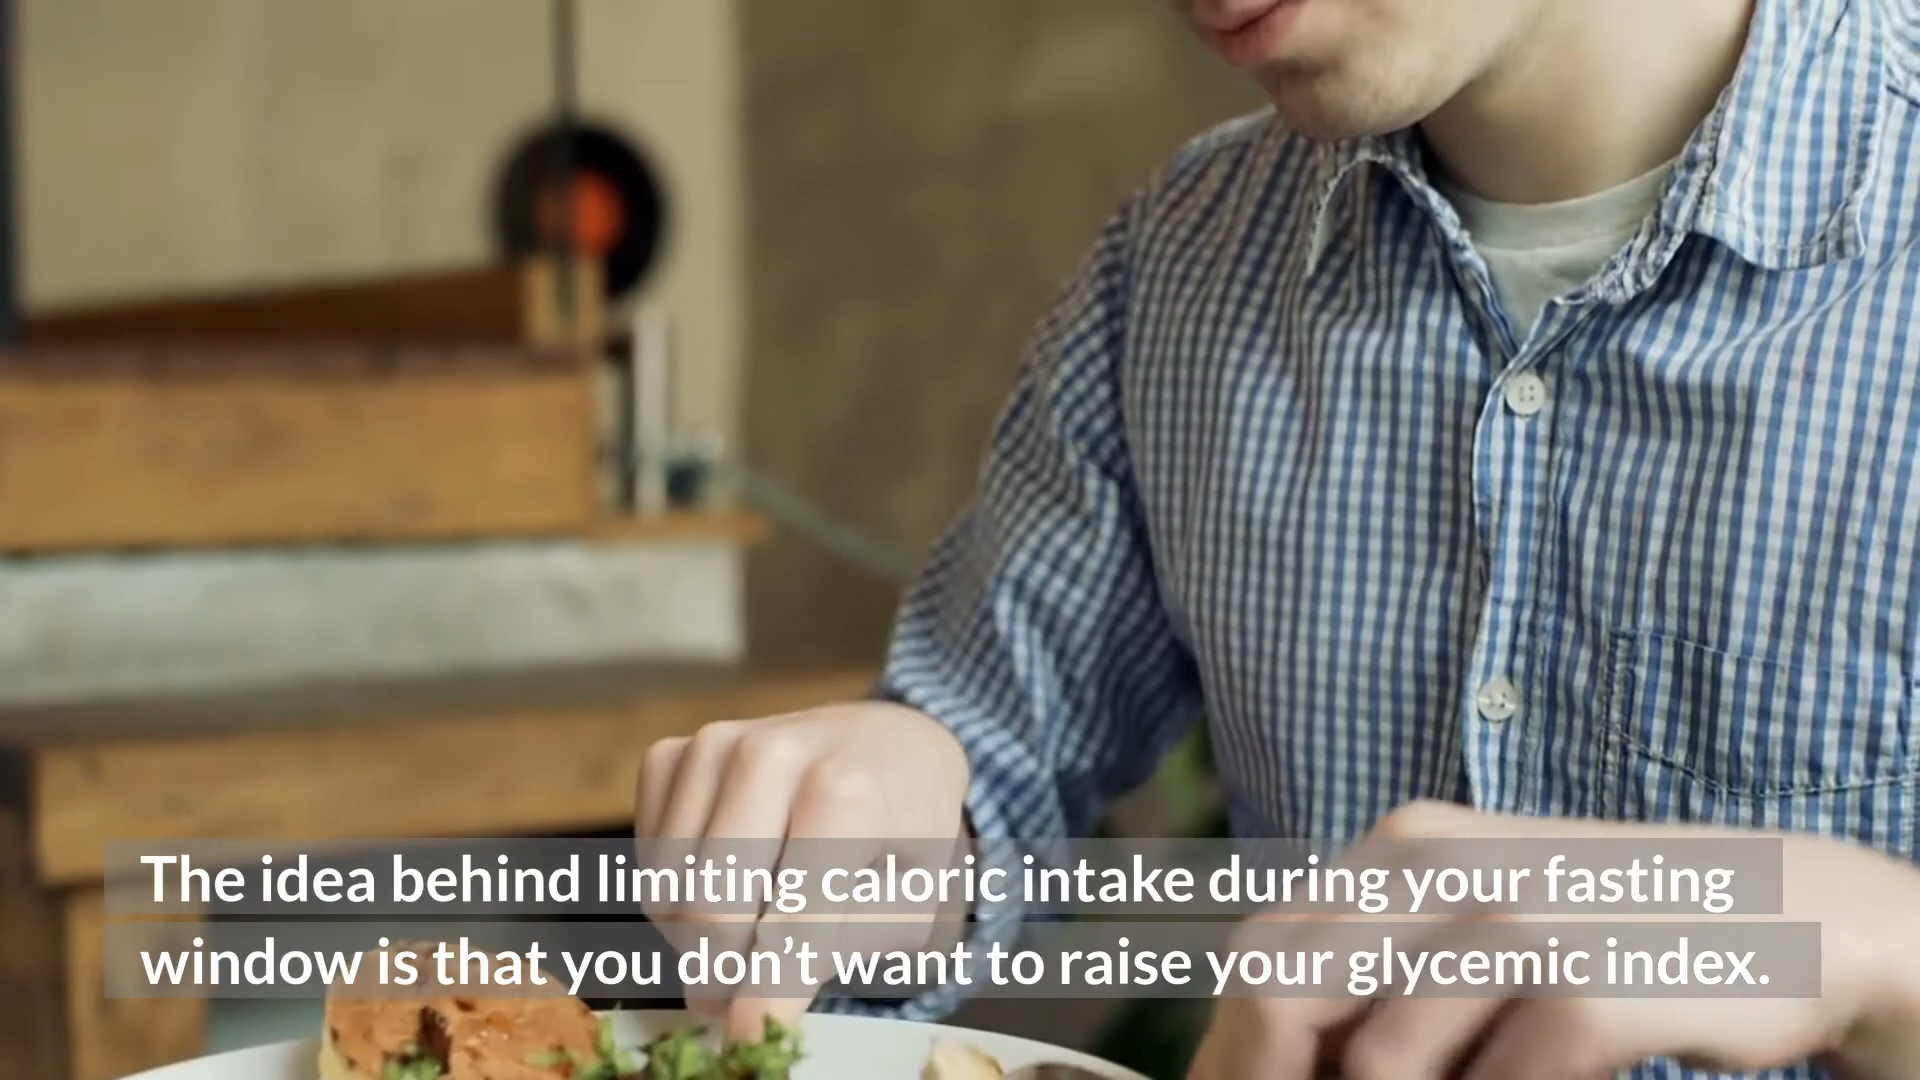 The idea behind limiting caloric intake during your fasting
window is that you don’t want to raise your glycemic index.